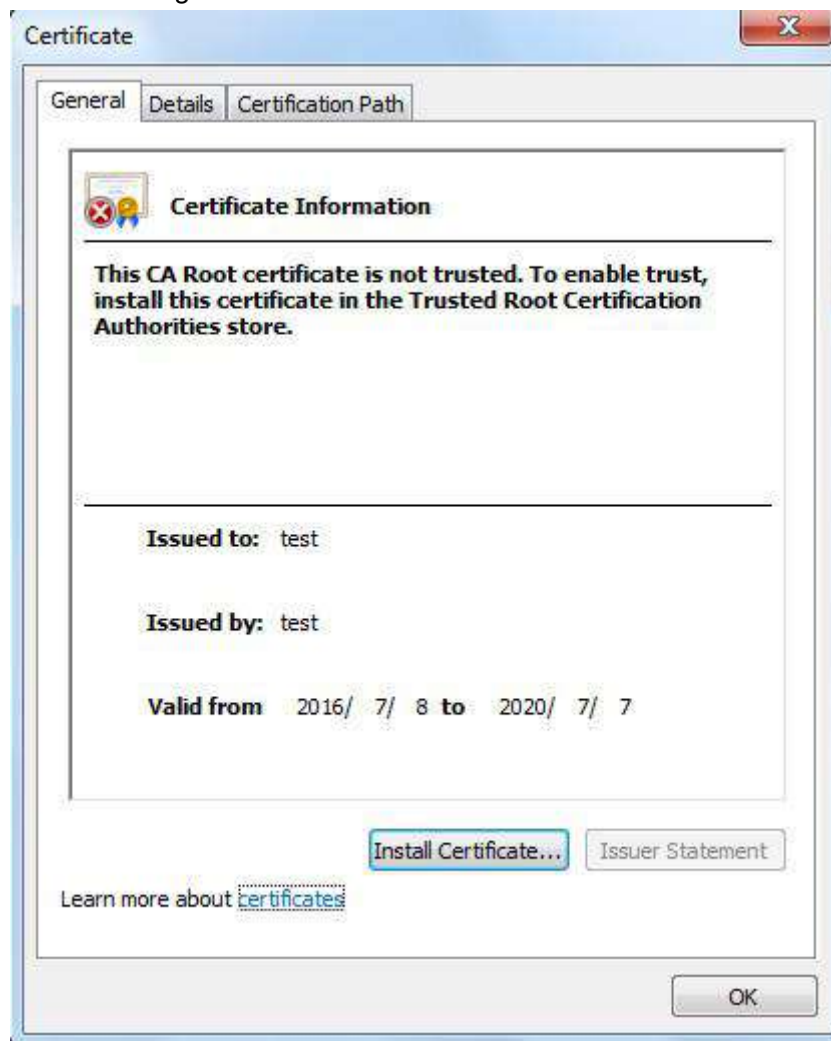 Certificate
General Details Certification Path
Certificate Information
This CA Root certificate is not trusted. To enable trust,
install this certificate in the Trusted Root Certification
Authorities store.
Issued to: test
Issued by: test
Valid from 2016/ 7/ 8 to 2020/ 7/ 7
Install Certificate... Issuer Statement
Learn more about certificates
OK